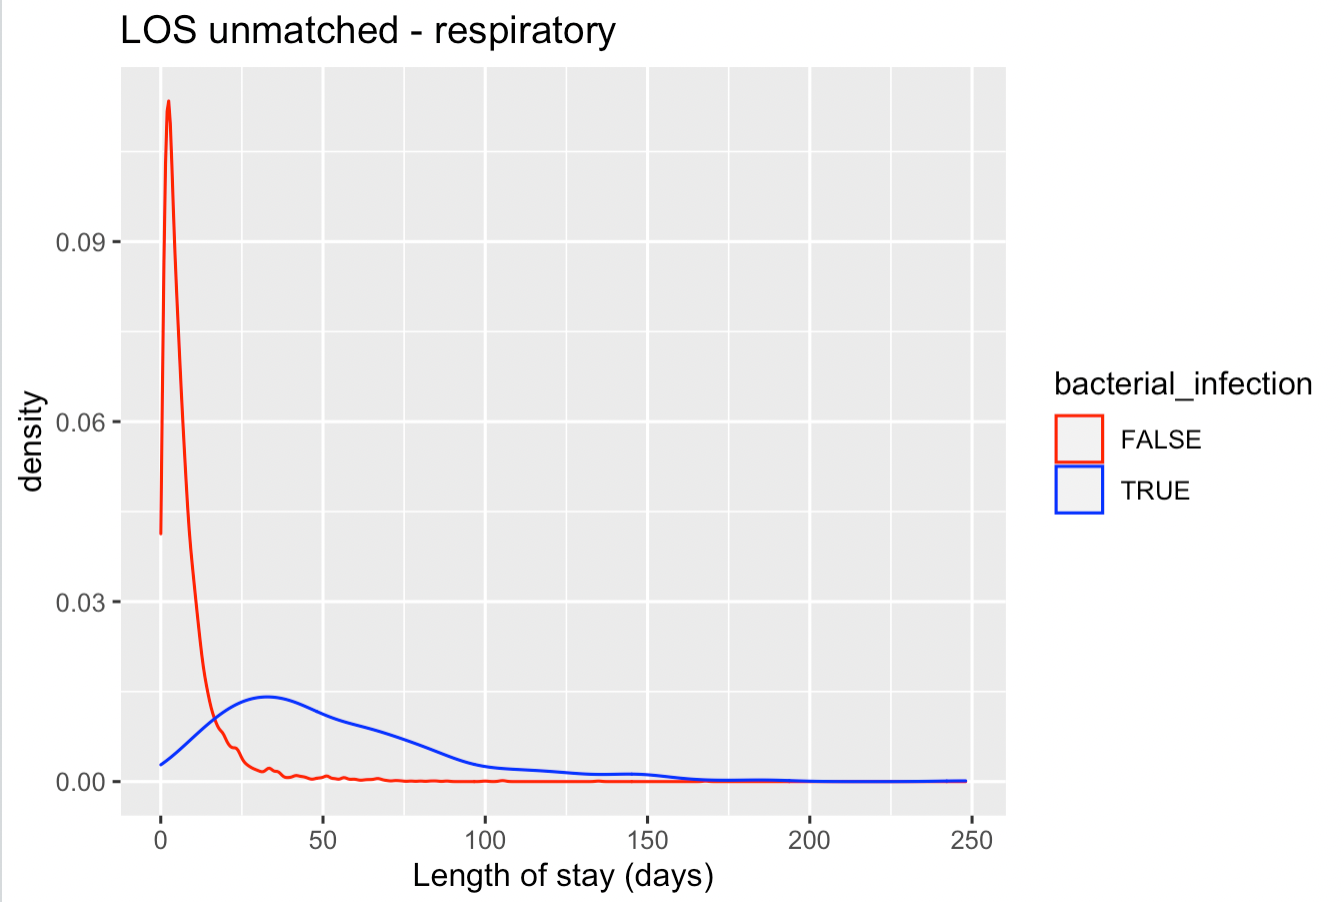 LOS unmatched - respiratory
density
0.09
0.06
0.03
0.00
0 50 100 150 200 250
Length of stay (days)
bacterial_infection
FALSE
TRUE